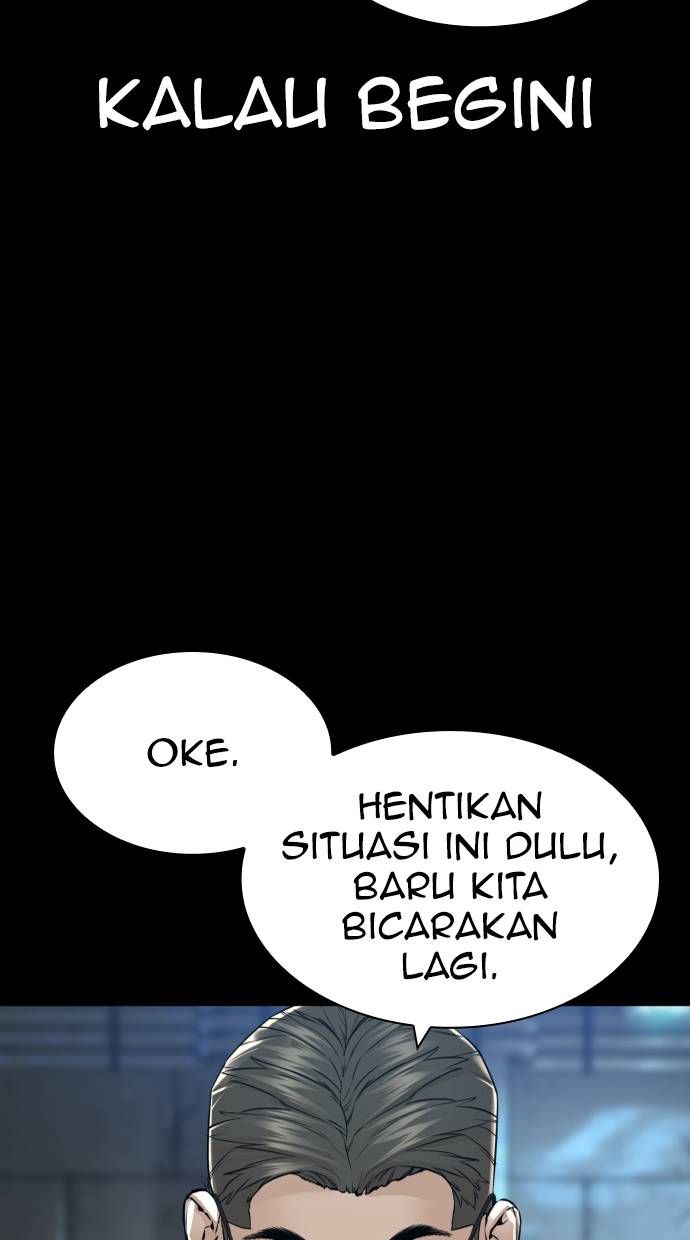 KALAU BEGINI
OKE.
HENTIKAN
SITUASI INI DULU,
BARU KITA
BICARAKAN
LAGI.